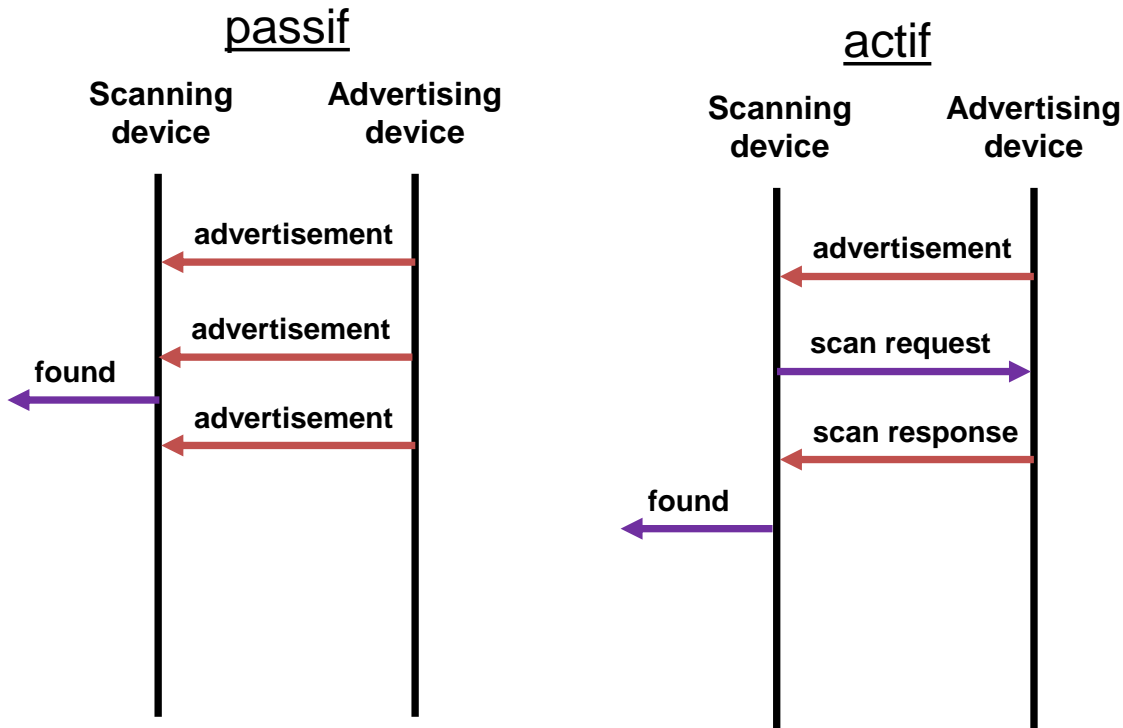 passif
Scanning
device
Advertising
device
advertisement
advertisement
found
advertisement
actif
Scanning
device
Advertising
device
advertisement
scan request
scan response
found